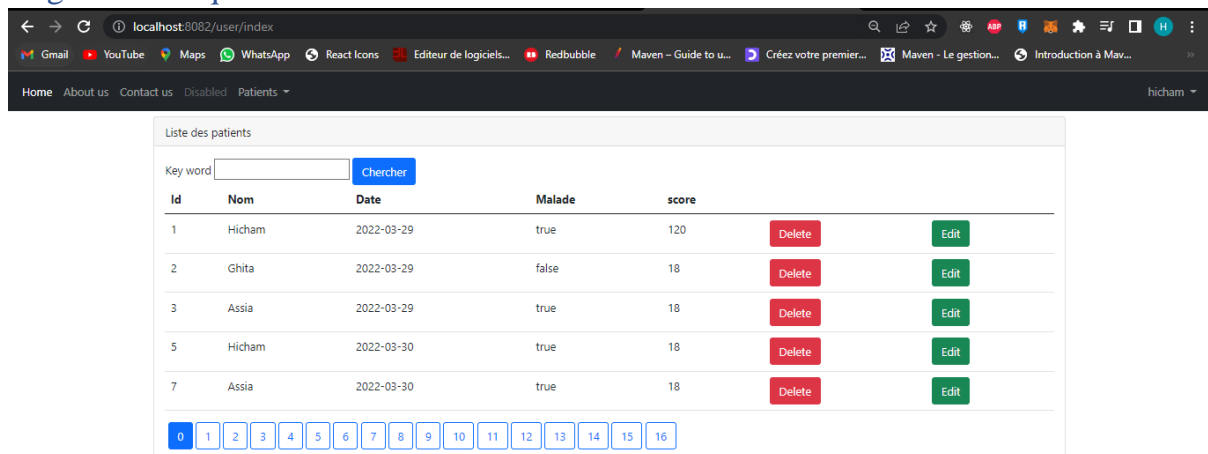 localhost:8082/user/index
ABP H
Gmail YouTube Maps WhatsApp React Icons Editeur de logiciels... Redbubble Maven – Guide to u... Créez votre premier... Maven - Le gestion... Introduction à Mav... »
Home About us Contact us Disabled Patients hicham
Liste des patients
Key word Chercher
Id Nom Date Malade score
1 Hicham 2022-03-29 true 120 Delete Edit
2 Ghita 2022-03-29 false 18 Delete Edit
3 Assia 2022-03-29 true 18 Delete Edit
5 Hicham 2022-03-30 true 18 Delete Edit
7 Assia 2022-03-30 true 18 Delete Edit
0 1 2 3 4 5 6 7 8 9 10 11 12 13 14 15 16